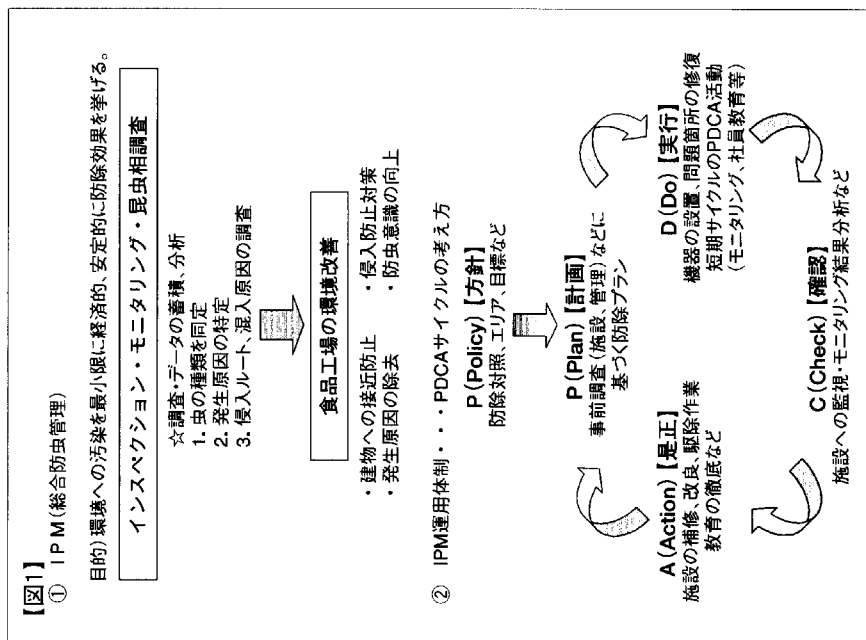 【図1】
① IPM(総合防虫管理)
目的)環境への汚染を最小限に経済的、安定的に防除効果を挙げる。
インスペクション・モニタリング・昆虫相調査
☆調査・データの蓄積、分析
1. 虫の種類を同定
2. 発生原因の特定
3. 侵入ルート、混入原因の調査
食品工場の環境改善
・建物への接近防止 ・侵入防止対策
・発生原因の除去 ・防虫意識の向上
② IPM運用体制・・・PDCAサイクルの考え方
P(Policy)【方針】
防除対照、エリア、目標など
P(Plan)【計画】
事前調査(施設、管理)などに
基づく防除プラン
D(Do)【実行】
機器の設置、問題箇所の修復
短期サイクルのPDCA活動
(モニタリング、社員教育等)
C(Check)【確認】
施設への監視・モニタリング結果分析など
A(Action)【是正】
施設の補修、改良、駆除作業
教育の徹底など